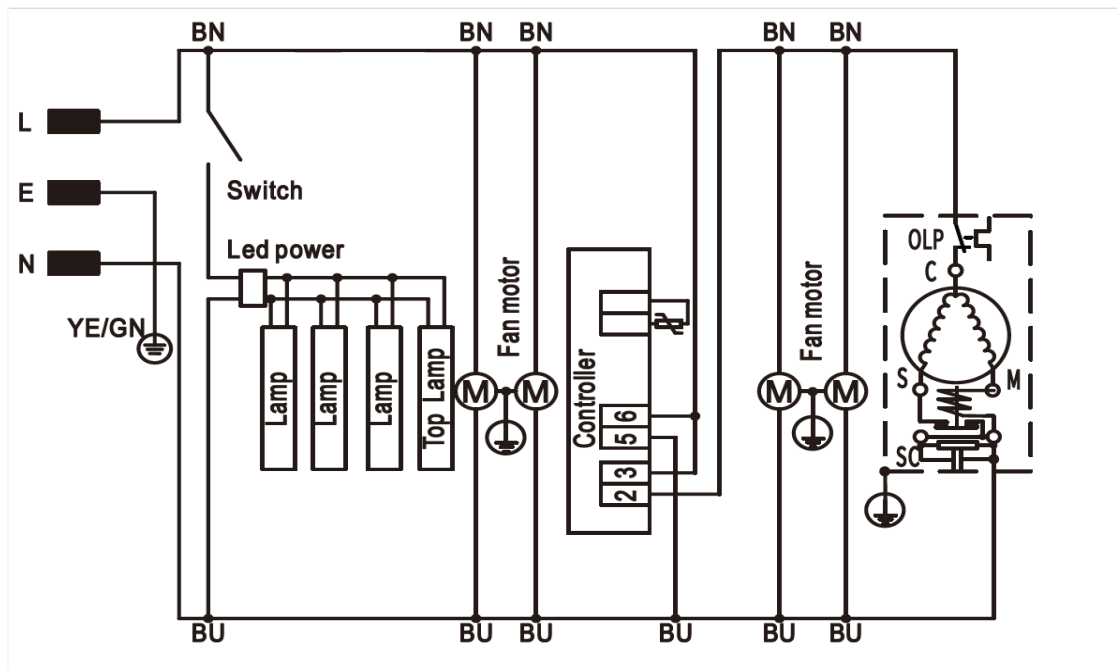 BN
BN
BN
BN
BN
L
E
N
YE/GN
Switch
Led power
Lamp
Lamp
Lamp
Top Lamp
M
M
Fan motor
Controller
6
5
3
2
M
M
Fan motor
OLP
C
S
M
SC
BU
BU
BU
BU
BU
BU